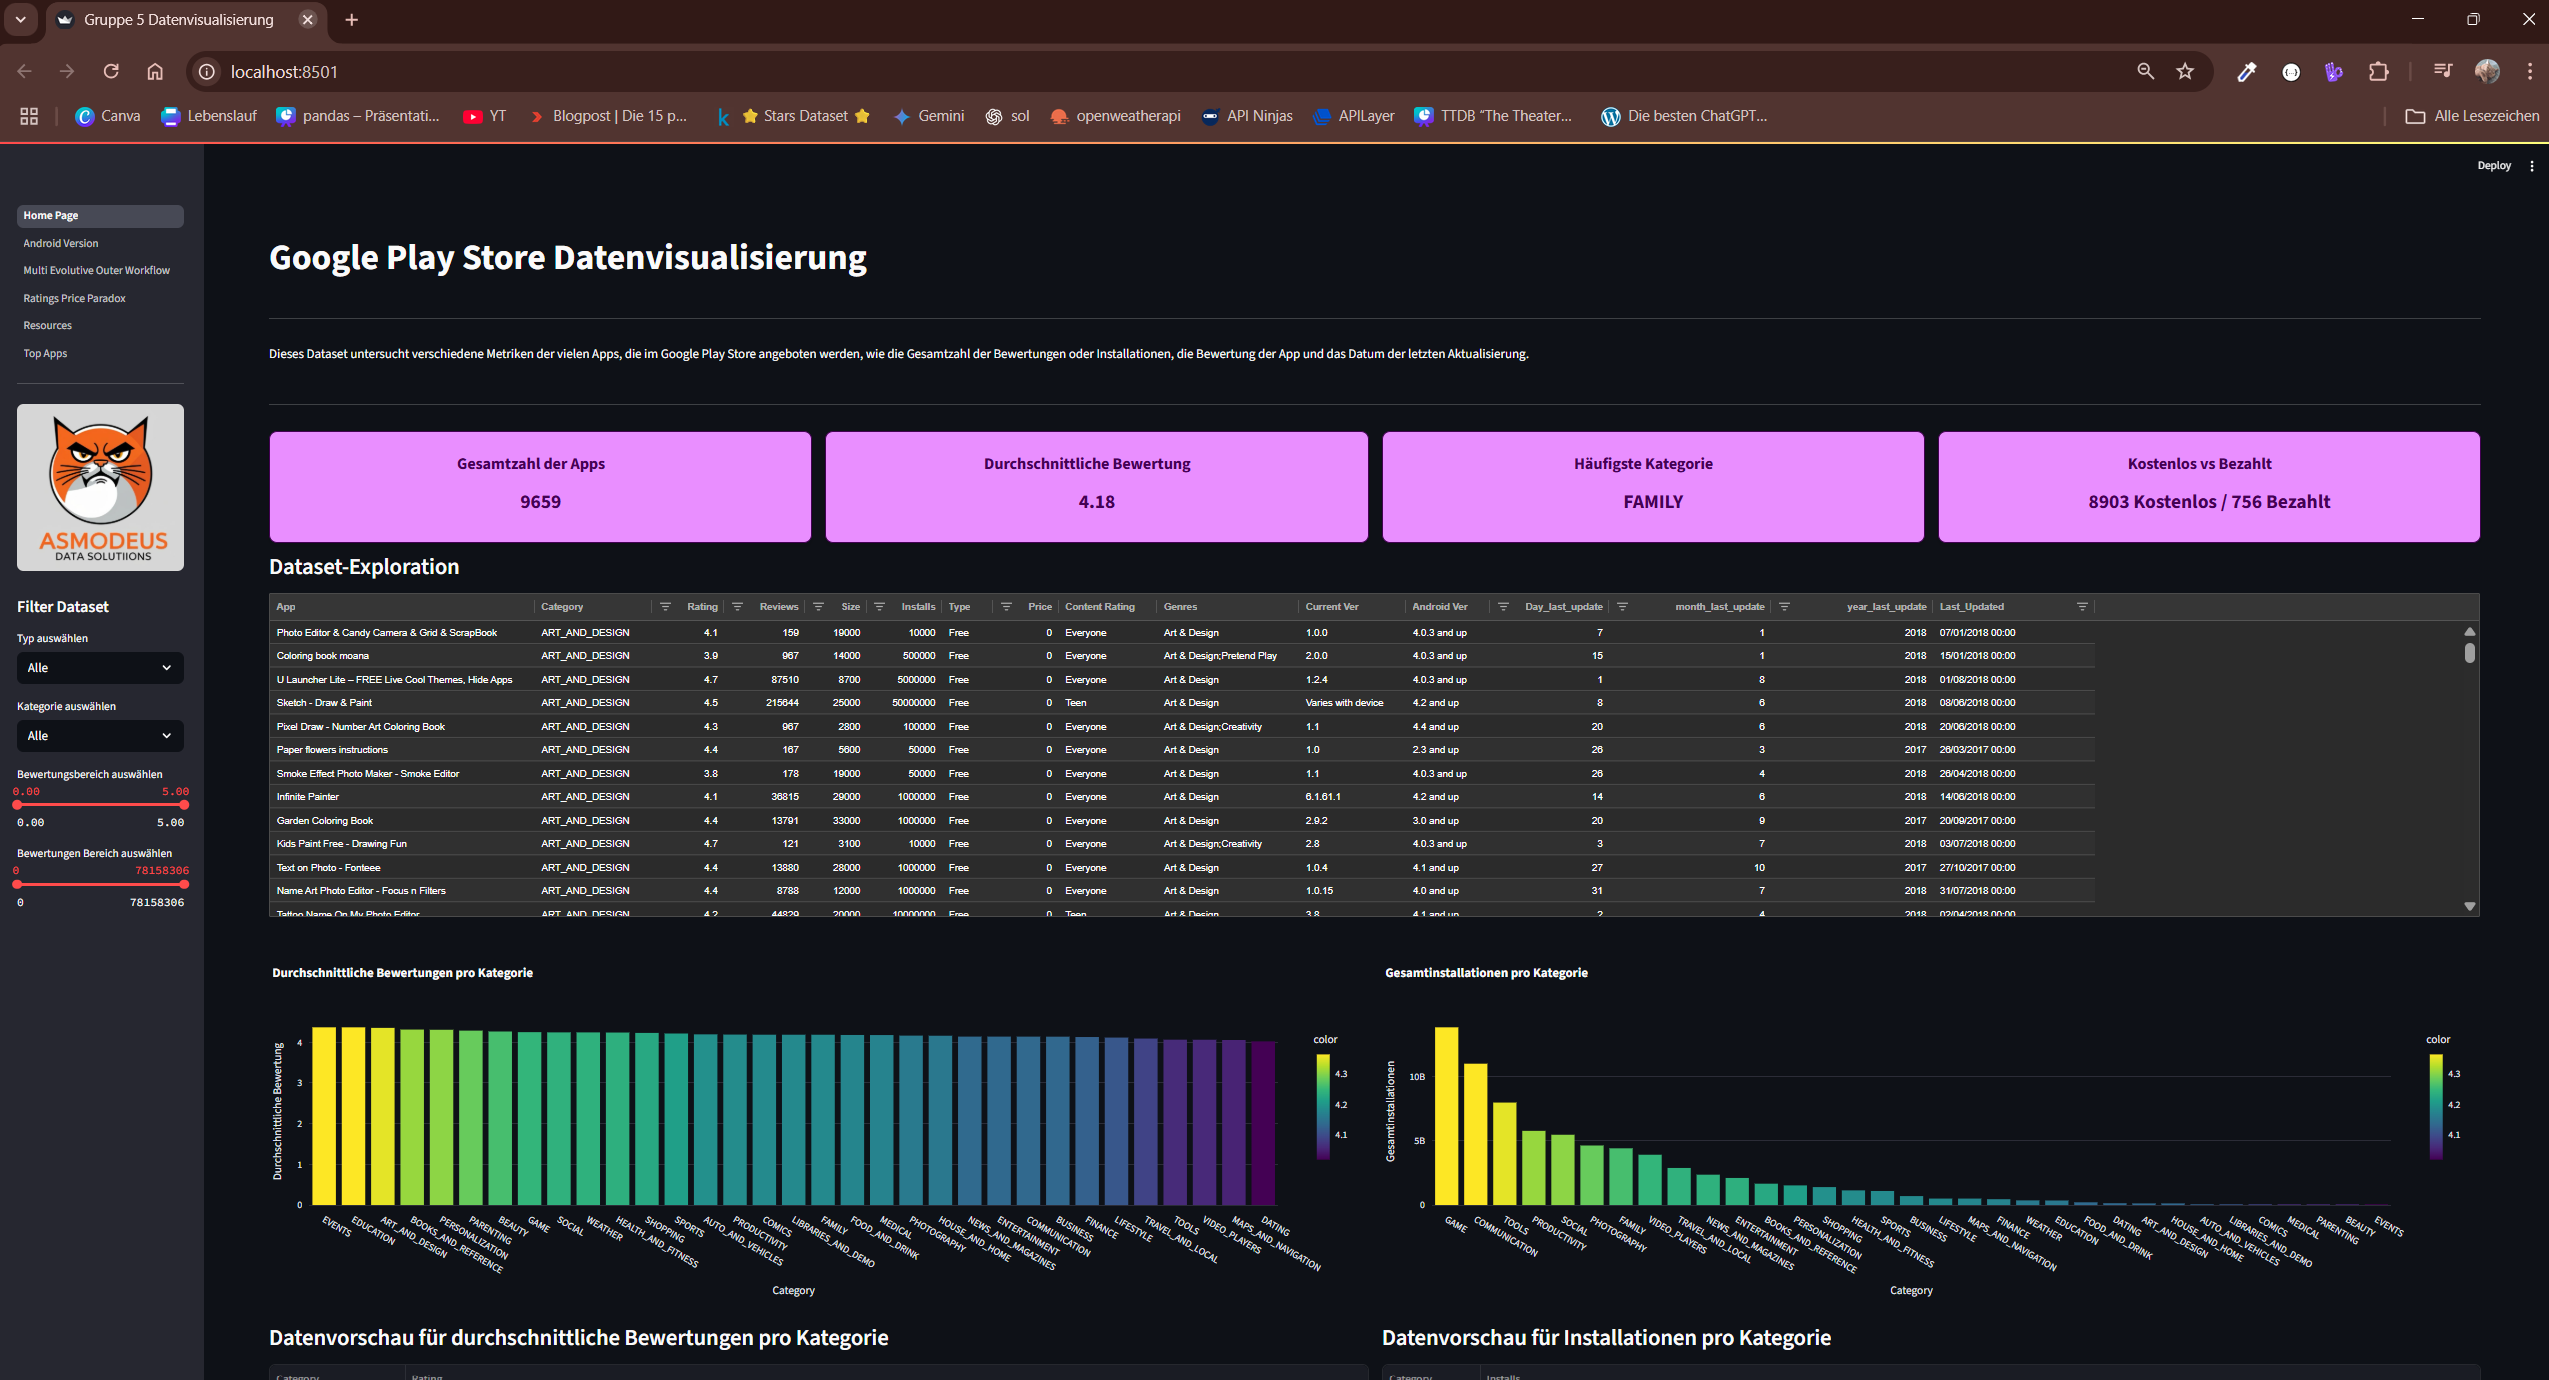 Gruppe 5 Datenvisualisierung
localhost:8501
Canva
Lebenslauf
pandas – Präsentati...
YT
Blogpost | Die 15 p...
Stars Dataset
Gemini
sol
openweatherapi
API Ninjas
APILayer
TTDB “The Theater...
Die besten ChatGPT...
Alle Lesezeichen
Deploy
Home Page
Android Version
Multi Evolutive Outer Workflow
Ratings Price Paradox
Resources
Top Apps
ASMODEUS
DATA SOLUTIIONS
Filter Dataset
Typ auswählen
Alle
Kategorie auswählen
Alle
Bewertungsbereich auswählen
0.00 5.00
0.00 5.00
Bewertungen Bereich auswählen
0 78158306
0 78158306
Google Play Store Datenvisualisierung
Dieses Dataset untersucht verschiedene Metriken der vielen Apps, die im Google Play Store angeboten werden, wie die Gesamtzahl der Bewertungen oder Installationen, die Bewertung der App und das Datum der letzten Aktualisierung.
Gesamtzahl der Apps
9659
Durchschnittliche Bewertung
4.18
Häufigste Kategorie
FAMILY
Kostenlos vs Bezahlt
8903 Kostenlos / 756 Bezahlt
Dataset-Exploration
App Category Rating Reviews Size Installs Type Price Content Rating Genres Current Ver Android Ver Day_last_update month_last_update year_last_update Last_Updated
Photo Editor & Candy Camera & Grid & ScrapBook ART_AND_DESIGN 4.1 159 19000 10000 Free 0 Everyone Art & Design 1.0.0 4.0.3 and up 7 1 2018 07/01/2018 00:00
Coloring book moana ART_AND_DESIGN 3.9 967 14000 500000 Free 0 Everyone Art & Design;Pretend Play 2.0.0 4.0.3 and up 15 1 2018 15/01/2018 00:00
U Launcher Lite – FREE Live Cool Themes, Hide Apps ART_AND_DESIGN 4.7 87510 8700 5000000 Free 0 Everyone Art & Design 1.2.4 4.0.3 and up 1 8 2018 01/08/2018 00:00
Sketch - Draw & Paint ART_AND_DESIGN 4.5 215644 25000 50000000 Free 0 Teen Art & Design Varies with device 4.2 and up 8 6 2018 08/06/2018 00:00
Pixel Draw - Number Art Coloring Book ART_AND_DESIGN 4.3 967 2800 100000 Free 0 Everyone Art & Design;Creativity 1.1 4.4 and up 20 6 2018 20/06/2018 00:00
Paper flowers instructions ART_AND_DESIGN 4.4 167 5600 50000 Free 0 Everyone Art & Design 1.0 2.3 and up 26 3 2017 26/03/2017 00:00
Smoke Effect Photo Maker - Smoke Editor ART_AND_DESIGN 3.8 178 19000 50000 Free 0 Everyone Art & Design 1.1 4.0.3 and up 26 4 2018 26/04/2018 00:00
Infinite Painter ART_AND_DESIGN 4.1 36815 29000 1000000 Free 0 Everyone Art & Design 6.1.61.1 4.2 and up 14 6 2018 14/06/2018 00:00
Garden Coloring Book ART_AND_DESIGN 4.4 13791 33000 1000000 Free 0 Everyone Art & Design 2.9.2 3.0 and up 20 9 2017 20/09/2017 00:00
Kids Paint Free - Drawing Fun ART_AND_DESIGN 4.7 121 3100 10000 Free 0 Everyone Art & Design;Creativity 2.8 4.0.3 and up 3 7 2018 03/07/2018 00:00
Text on Photo - Fonteee ART_AND_DESIGN 4.4 13880 28000 1000000 Free 0 Everyone Art & Design 1.0.4 4.1 and up 27 10 2017 27/10/2017 00:00
Name Art Photo Editor - Focus n Filters ART_AND_DESIGN 4.4 8788 12000 1000000 Free 0 Everyone Art & Design 1.0.15 4.0 and up 31 7 2018 31/07/2018 00:00
Tattoo Name On My Photo Editor ART_AND_DESIGN 4.2 44829 20000 10000000 Free 0 Teen Art & Design 3.8 4.1 and up 2 4 2018 02/04/2018 00:00
Durchschnittliche Bewertungen pro Kategorie
Durchschnittliche Bewertung
4
3
2
1
0
EVENTS
EDUCATION
ART_AND_DESIGN
BOOKS_AND_REFERENCE
PERSONALIZATION
PARENTING
BEAUTY
GAME
SOCIAL
WEATHER
HEALTH_AND_FITNESS
SHOPPING
SPORTS
AUTO_AND_VEHICLES
PRODUCTIVITY
COMICS
LIBRARIES_AND_DEMO
FAMILY
FOOD_AND_DRINK
MEDICAL
PHOTOGRAPHY
HOUSE_AND_HOME
NEWS_AND_MAGAZINES
ENTERTAINMENT
COMMUNICATION
BUSINESS
FINANCE
LIFESTYLE
TRAVEL_AND_LOCAL
TOOLS
VIDEO_PLAYERS
MAPS_AND_NAVIGATION
DATING
Category
color
4.3
4.2
4.1
Gesamtinstallationen pro Kategorie
Gesamtinstallationen
10B
5B
0
GAME
COMMUNICATION
TOOLS
PRODUCTIVITY
SOCIAL
PHOTOGRAPHY
FAMILY
VIDEO_PLAYERS
TRAVEL_AND_LOCAL
NEWS_AND_MAGAZINES
ENTERTAINMENT
BOOKS_AND_REFERENCE
PERSONALIZATION
SHOPPING
HEALTH_AND_FITNESS
SPORTS
BUSINESS
LIFESTYLE
MAPS_AND_NAVIGATION
FINANCE
WEATHER
EDUCATION
FOOD_AND_DRINK
DATING
ART_AND_DESIGN
HOUSE_AND_HOME
AUTO_AND_VEHICLES
LIBRARIES_AND_DEMO
COMICS
MEDICAL
PARENTING
BEAUTY
EVENTS
Category
color
4.3
4.2
4.1
Datenvorschau für durchschnittliche Bewertungen pro Kategorie
Category Rating
Datenvorschau für Installationen pro Kategorie
Category Installs